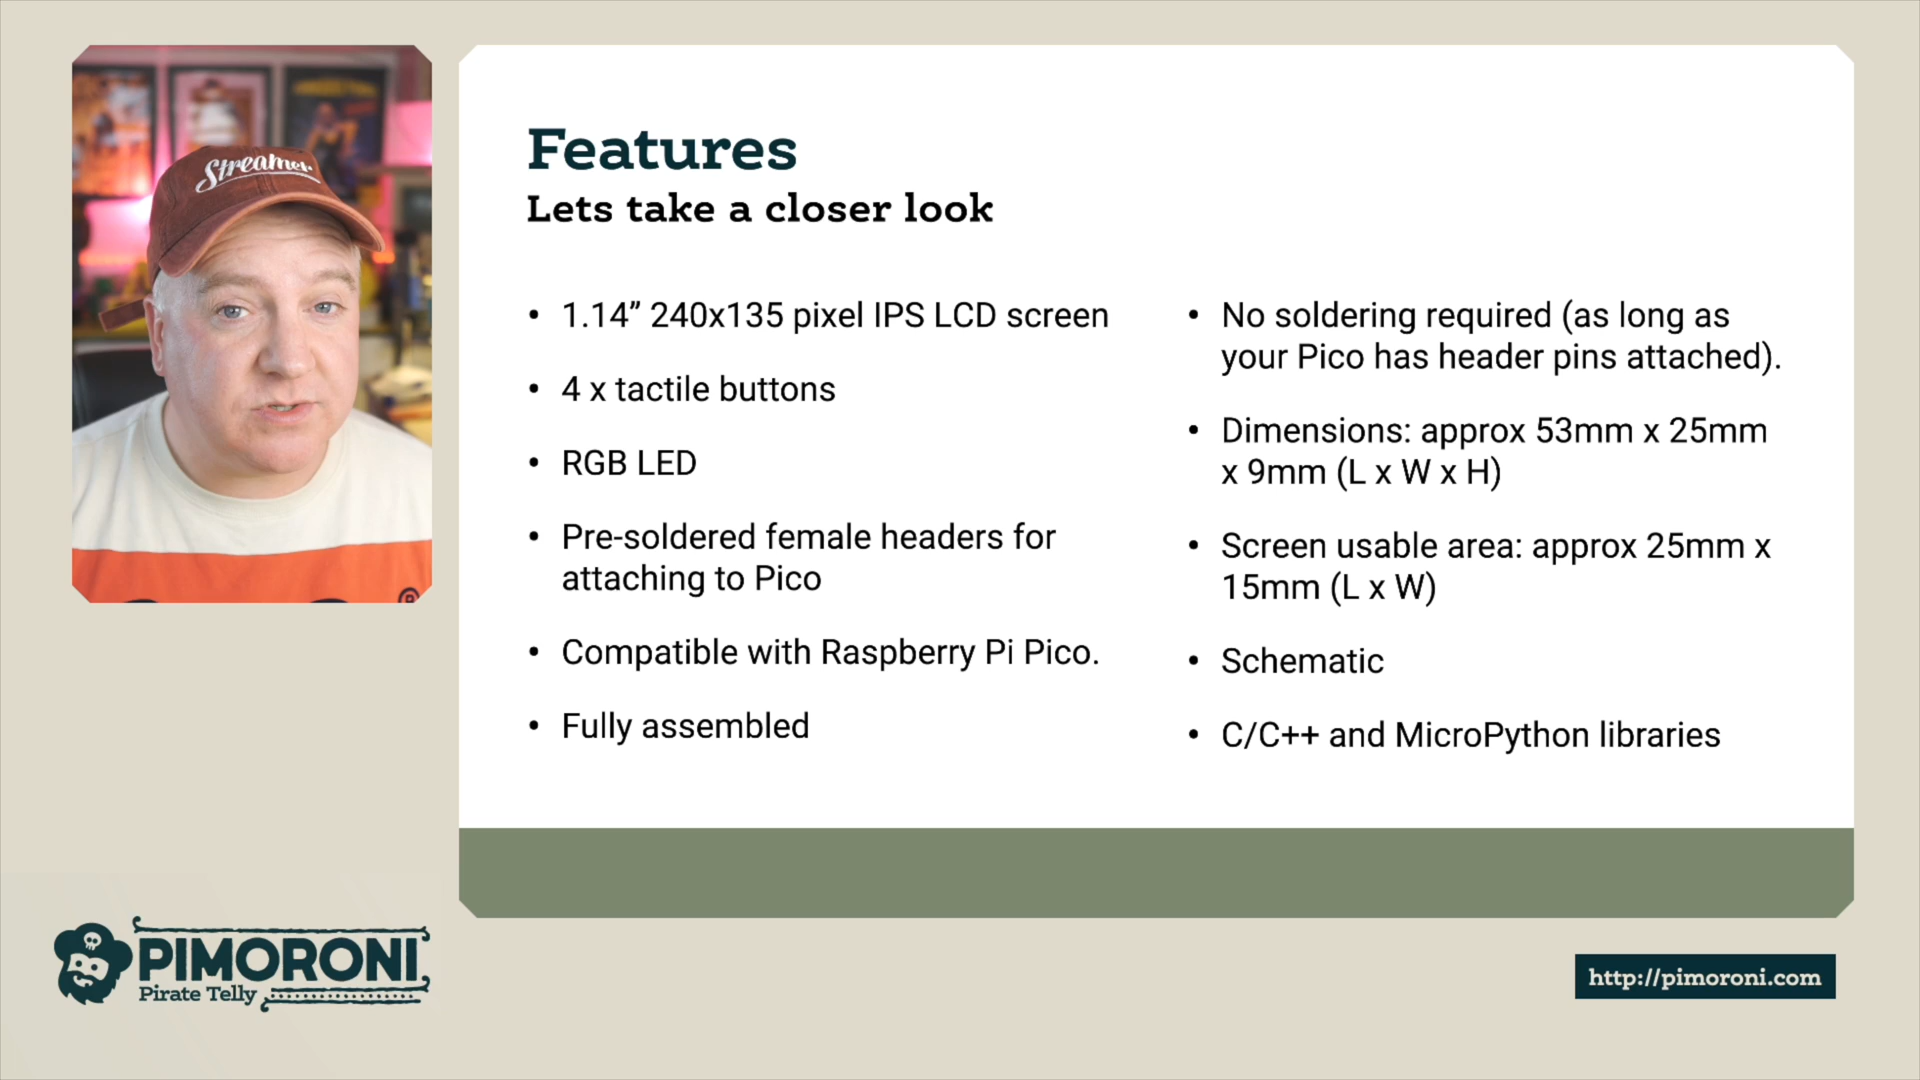 Streamer
Features
Lets take a closer look
• 1.14” 240x135 pixel IPS LCD screen
• 4 x tactile buttons
• RGB LED
• Pre-soldered female headers for
attaching to Pico
• Compatible with Raspberry Pi Pico.
• Fully assembled
• No soldering required (as long as
your Pico has header pins attached).
• Dimensions: approx 53mm x 25mm
x 9mm (L x W x H)
• Screen usable area: approx 25mm x
15mm (L x W)
• Schematic
• C/C++ and MicroPython libraries
®
PIMORONI
Pirate Telly
http://pimoroni.com